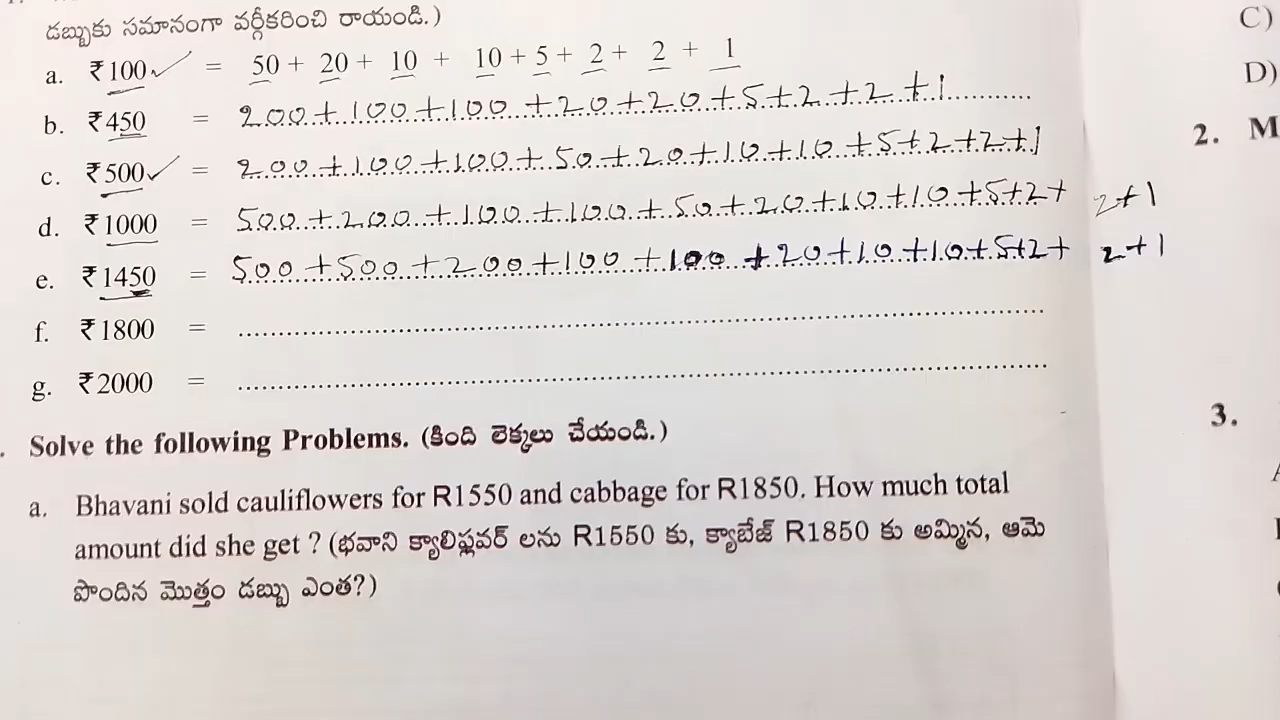 డబ్బుకు సమానంగా వర్గీకరించి రాయండి.)
a. ₹100✓ = 50 + 20 + 10 + 10 + 5 + 2 + 2 + 1
b. ₹450 = 200+100+100+20+20+5+2+2+1
c. ₹500✓ = 200+100+100+50+20+10+10+5+2+2+1
d. ₹1000 = 500+200+100+100+50+20+10+10+5+2+ 2+1
e. ₹1450 = 500+500+200+100+100+20+10+10+5+2+ 2+1
f. ₹1800 = ........................................
g. ₹2000 = ........................................
Solve the following Problems. (కింది లెక్కలు చేయండి.)
a. Bhavani sold cauliflowers for R1550 and cabbage for R1850. How much total
amount did she get ? (భవాని క్యాలిఫ్లవర్ లను R1550 కు, క్యాబేజ్ R1850 కు అమ్మిన, ఆమె
పొందిన మొత్తం డబ్బు ఎంత?)
C)
D)
2. M
3.